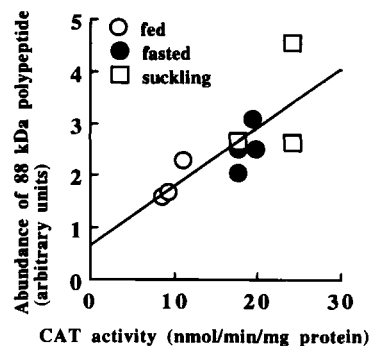 Abundance of 88 kDa polypeptide
(arbitrary units)
5
4
3
2
1
0
fed
fasted
suckling
0 10 20 30
CAT activity (nmol/min/mg protein)